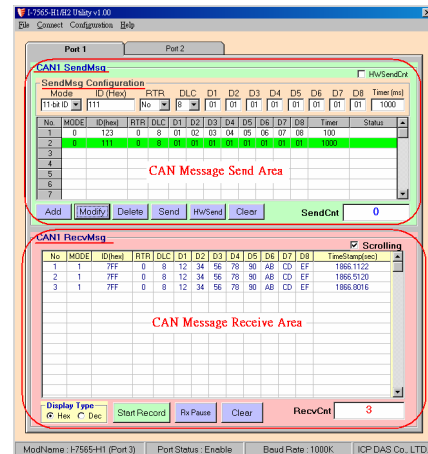 I-7565-H1/H2 Utility v1.00
File Connect Configuration Help
Port 1 Port 2
CAN1 SendMsg
HWSendCnt
SendMsg Configuration
Mode ID (Hex) RTR DLC D1 D2 D3 D4 D5 D6 D7 D8 Timer (ms)
11-bit ID 111 No 8 01 01 01 01 01 01 01 01 1000
No. MODE ID(hex) RTR DLC D1 D2 D3 D4 D5 D6 D7 D8 Timer Status
1 0 123 0 8 01 02 03 04 05 06 07 08 100
2 0 111 0 8 01 01 01 01 01 01 01 01 1000
3
4
5
6
7
CAN Message Send Area
Add Modify Delete Send HW/Send Clear SendCnt 0
CAN1 RecvMsg
Scrolling
No MODE ID(hex) RTR DLC D1 D2 D3 D4 D5 D6 D7 D8 TimeStamp(sec)
1 1 7FF 0 8 12 34 56 78 90 AB CD EF 1866.1122
2 1 7FF 0 8 12 34 56 78 90 AB CD EF 1866.5120
3 1 7FF 0 8 12 34 56 78 90 AB CD EF 1866.8016
CAN Message Receive Area
Display Type
Hex Dec Start Record Rx Pause Clear RecvCnt 3
ModName : I-7565-H1 (Port 3) Port Status : Enable Baud Rate : 1000K ICP DAS Co., LTD